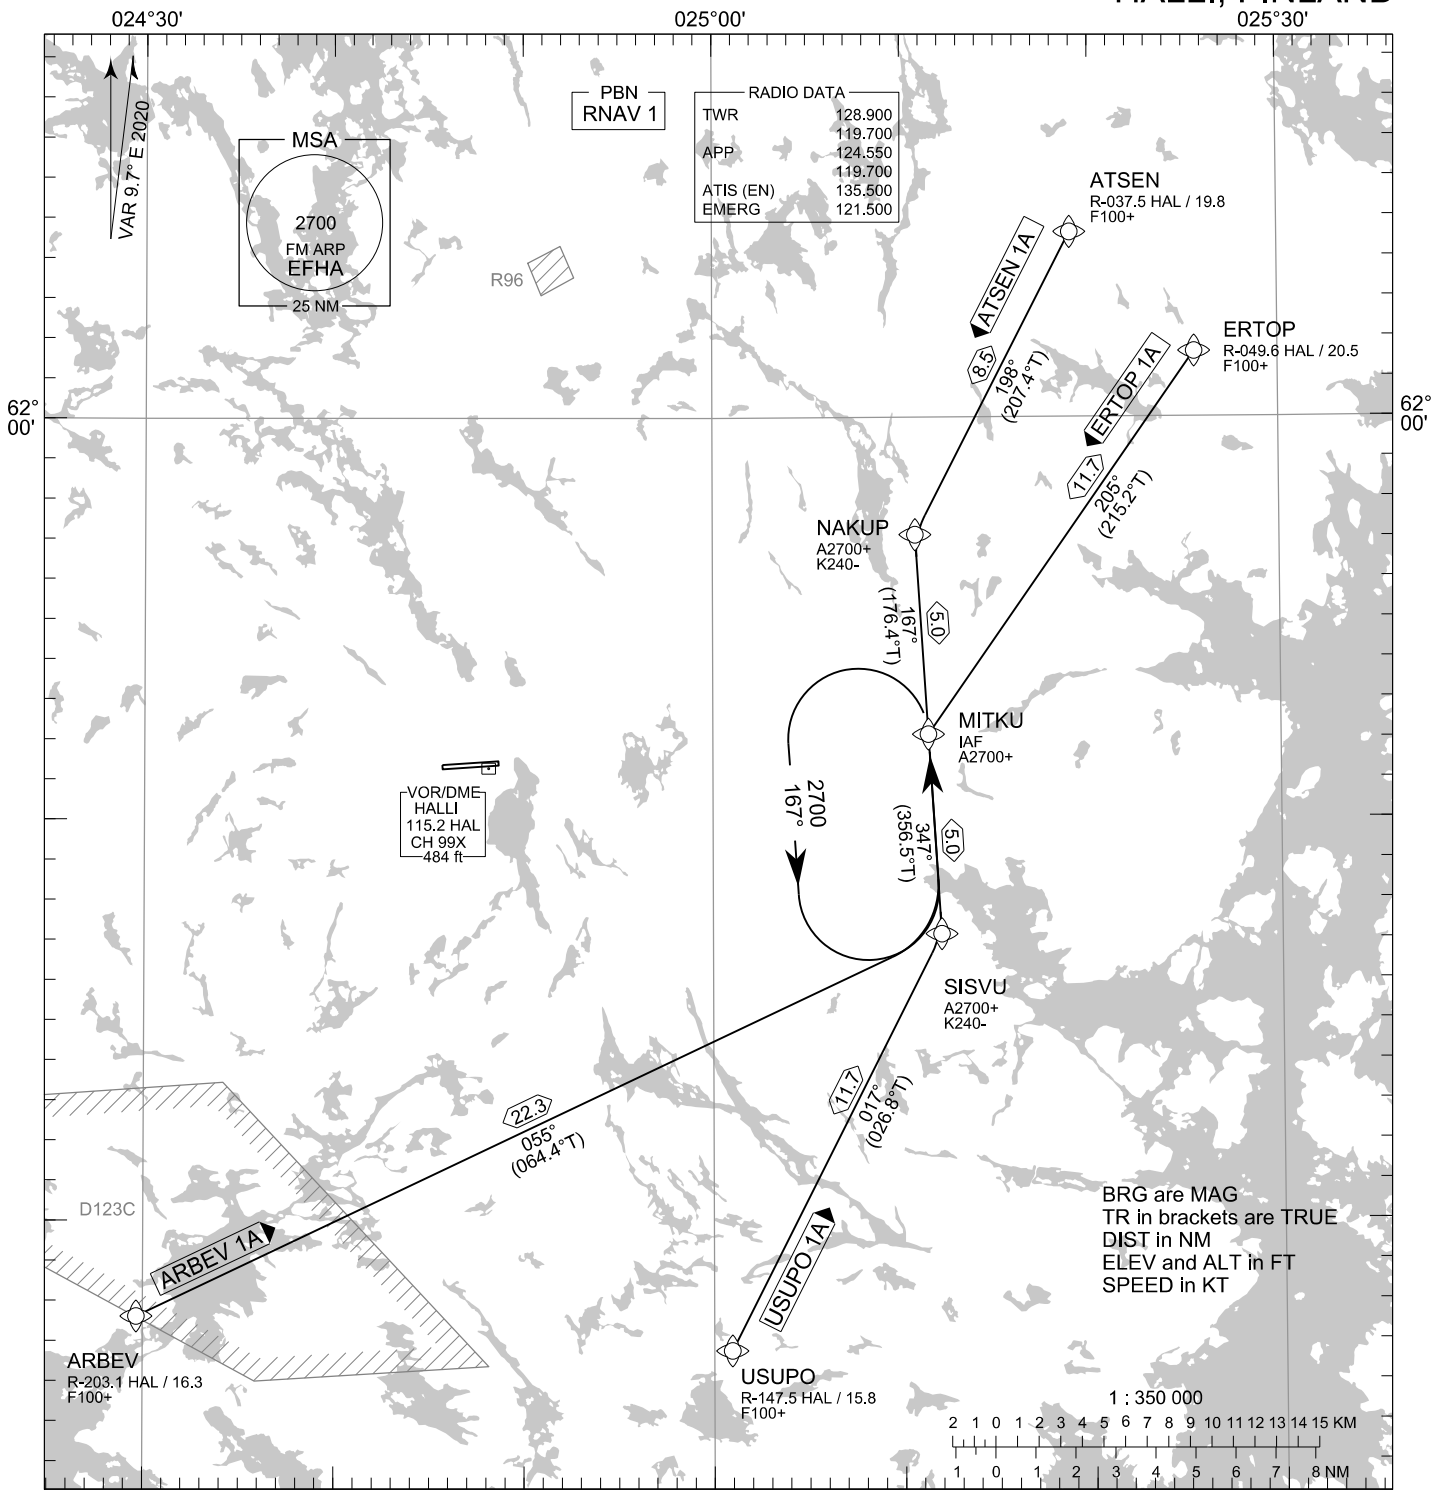 HALLI, FINLAND
024°30'
025°00'
025°30'
VAR 9.7° E 2020
MSA
2700
FM ARP
EFHA
25 NM
PBN
RNAV 1
RADIO DATA
TWR 128.900
119.700
APP 124.550
119.700
ATIS (EN) 135.500
EMERG 121.500
R96
ATSEN
R-037.5 HAL / 19.8
F100+
ATSEN 1A
8.5
198°
(207.4°T)
ERTOP
R-049.6 HAL / 20.5
F100+
ERTOP 1A
11.7
205°
(215.2°T)
62°
00'
62°
00'
NAKUP
A2700+
K240-
5.0
167°
(176.4°T)
MITKU
IAF
A2700+
2700
167°
5.0
347°
(356.5°T)
VOR/DME
HALLI
115.2 HAL
CH 99X
484 ft
SISVU
A2700+
K240-
11.7
017°
(026.8°T)
22.3
055°
(064.4°T)
D123C
ARBEV 1A
ARBEV
R-203.1 HAL / 16.3
F100+
USUPO 1A
USUPO
R-147.5 HAL / 15.8
F100+
BRG are MAG
TR in brackets are TRUE
DIST in NM
ELEV and ALT in FT
SPEED in KT
1 : 350 000
2 1 0 1 2 3 4 5 6 7 8 9 10 11 12 13 14 15 KM
1 0 1 2 3 4 5 6 7 8 NM